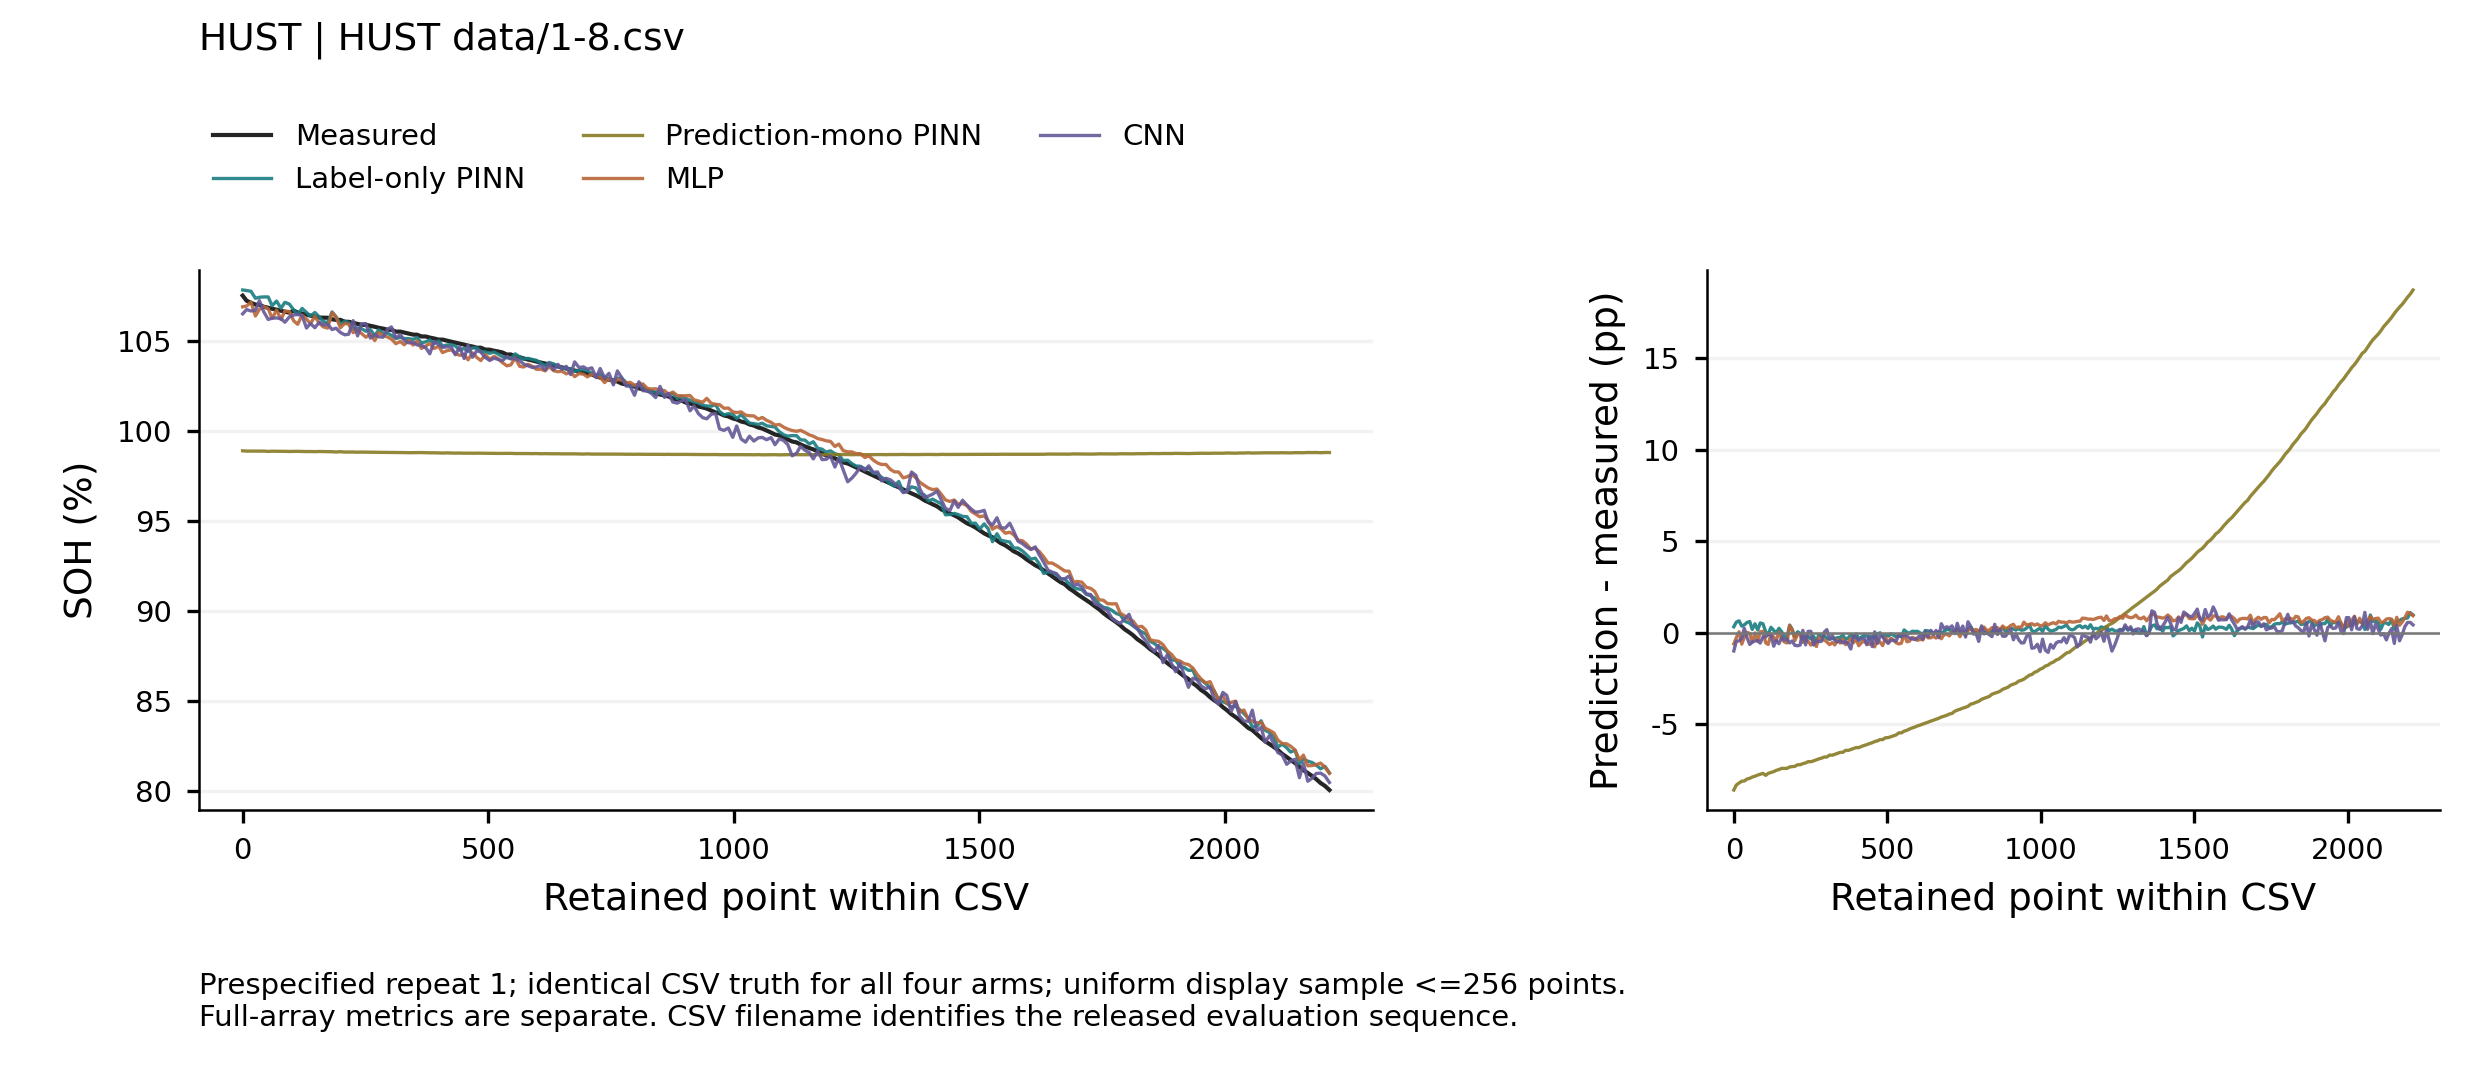 HUST | HUST data/1-8.csv
Measured
Label-only PINN
Prediction-mono PINN
MLP
CNN
SOH (%)
105
100
95
90
85
80
0 500 1000 1500 2000
Retained point within CSV
Prediction - measured (pp)
15
10
5
0
-5
0 500 1000 1500 2000
Retained point within CSV
Prespecified repeat 1; identical CSV truth for all four arms; uniform display sample <=256 points.
Full-array metrics are separate. CSV filename identifies the released evaluation sequence.